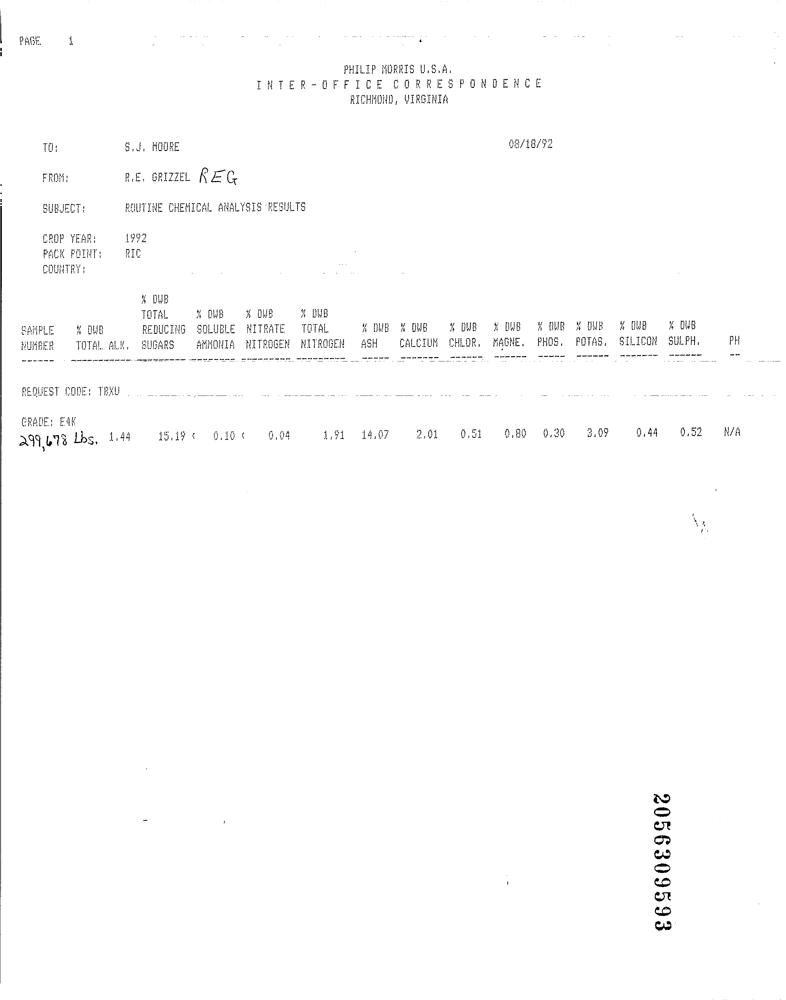 PAGE 1
PHILIP MORRIS U.S.A.
INTER-OFFICE CORRESPONDENCE
RICHMOND, VIRGINIA
TO: S.J. MOORE 08/18/92
FROM: R.E. GRIZZEL REG
SUBJECT: ROUTINE CHEMICAL ANALYSIS RESULTS
CROP YEAR: 1992
PACK POINT: RIC
COUNTRY:
% DWB
TOTAL % DWB % DWB % DWB
SAMPLE % DWB REDUCING SOLUBLE NITRATE TOTAL % DWB % DWB % DWB % DWB % DWB % DWB % DWB % DWB
NUMBER TOTAL ALK. SUGARS AMMONIA NITROGEN NITROGEN ASH CALCIUM CHLOR. MAGNE. PHOS. POTAS. SILICON SULPH. PH
------ ---------- -------- ------- -------- -------- ----- ------- ------ ------ ----- ------ ------- ------ --
REQUEST CODE: TRXU
GRADE: E4K
299,678 Lbs. 1.44 15.19 < 0.10 < 0.04 1.91 14.07 2.01 0.51 0.80 0.30 3.09 0.44 0.52 N/A
2056309593